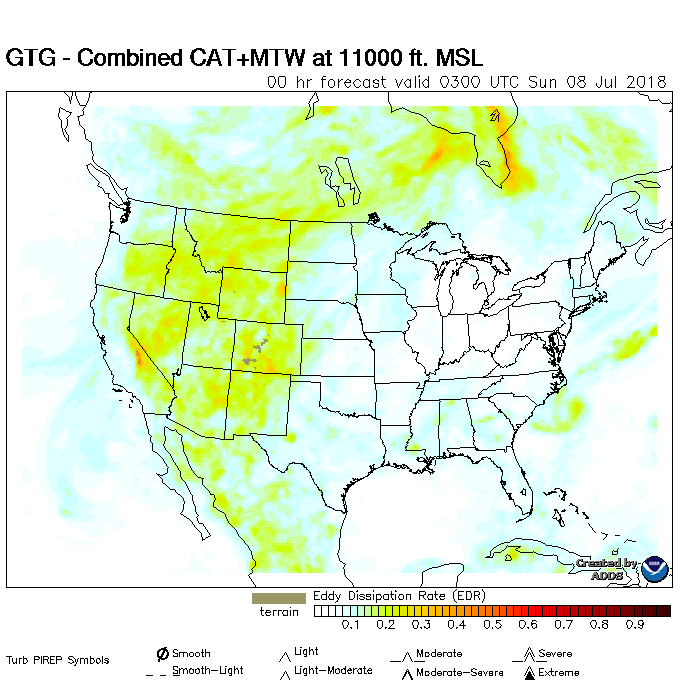 GTG - Combined CAT+MTW at 11000 ft. MSL
00 hr forecast valid 0300 UTC Sun 08 Jul 2018
Created by
ADDS
terrain
Eddy Dissipation Rate (EDR)
0.1 0.2 0.3 0.4 0.5 0.6 0.7 0.8 0.9
Turb PIREP Symbols
Smooth Light Moderate Severe
Smooth-Light Light-Moderate Moderate-Severe Extreme